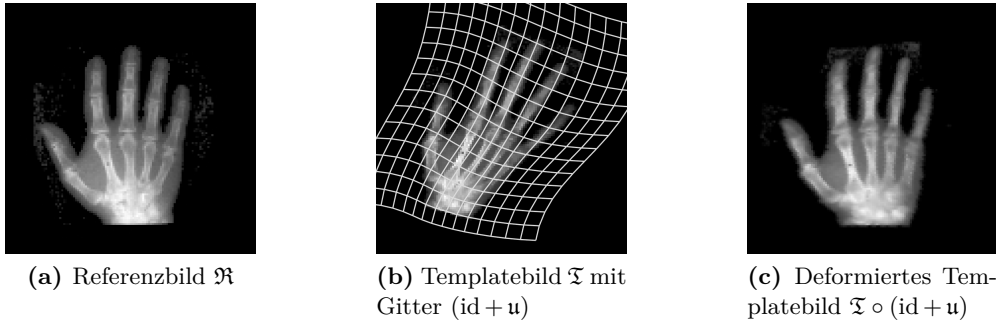 (a) Referenzbild ℜ
(b) Templatebild 𝔗 mit
Gitter (id + 𝔲)
(c) Deformiertes Tem-
platebild 𝔗 ∘ (id + 𝔲)